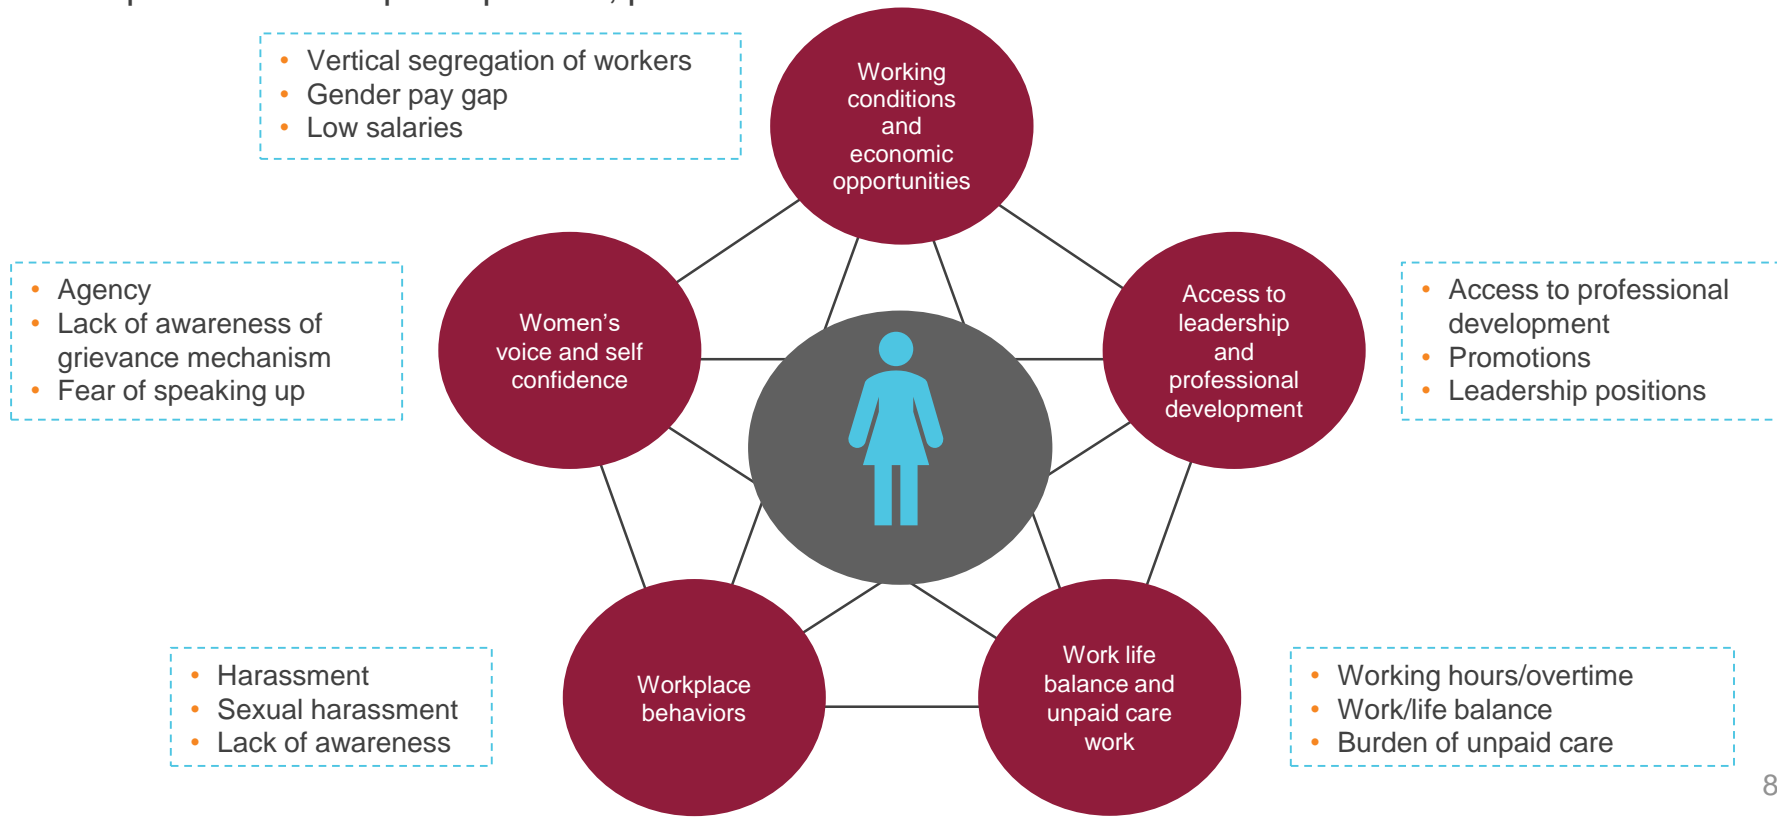 • Vertical segregation of workers
• Gender pay gap
• Low salaries
Working
conditions
and
economic
opportunities
• Agency
• Lack of awareness of
grievance mechanism
• Fear of speaking up
Women’s
voice and self
confidence
Access to
leadership
and
professional
development
• Access to professional
development
• Promotions
• Leadership positions
• Harassment
• Sexual harassment
• Lack of awareness
Workplace
behaviors
Work life
balance and
unpaid care
work
• Working hours/overtime
• Work/life balance
• Burden of unpaid care
8